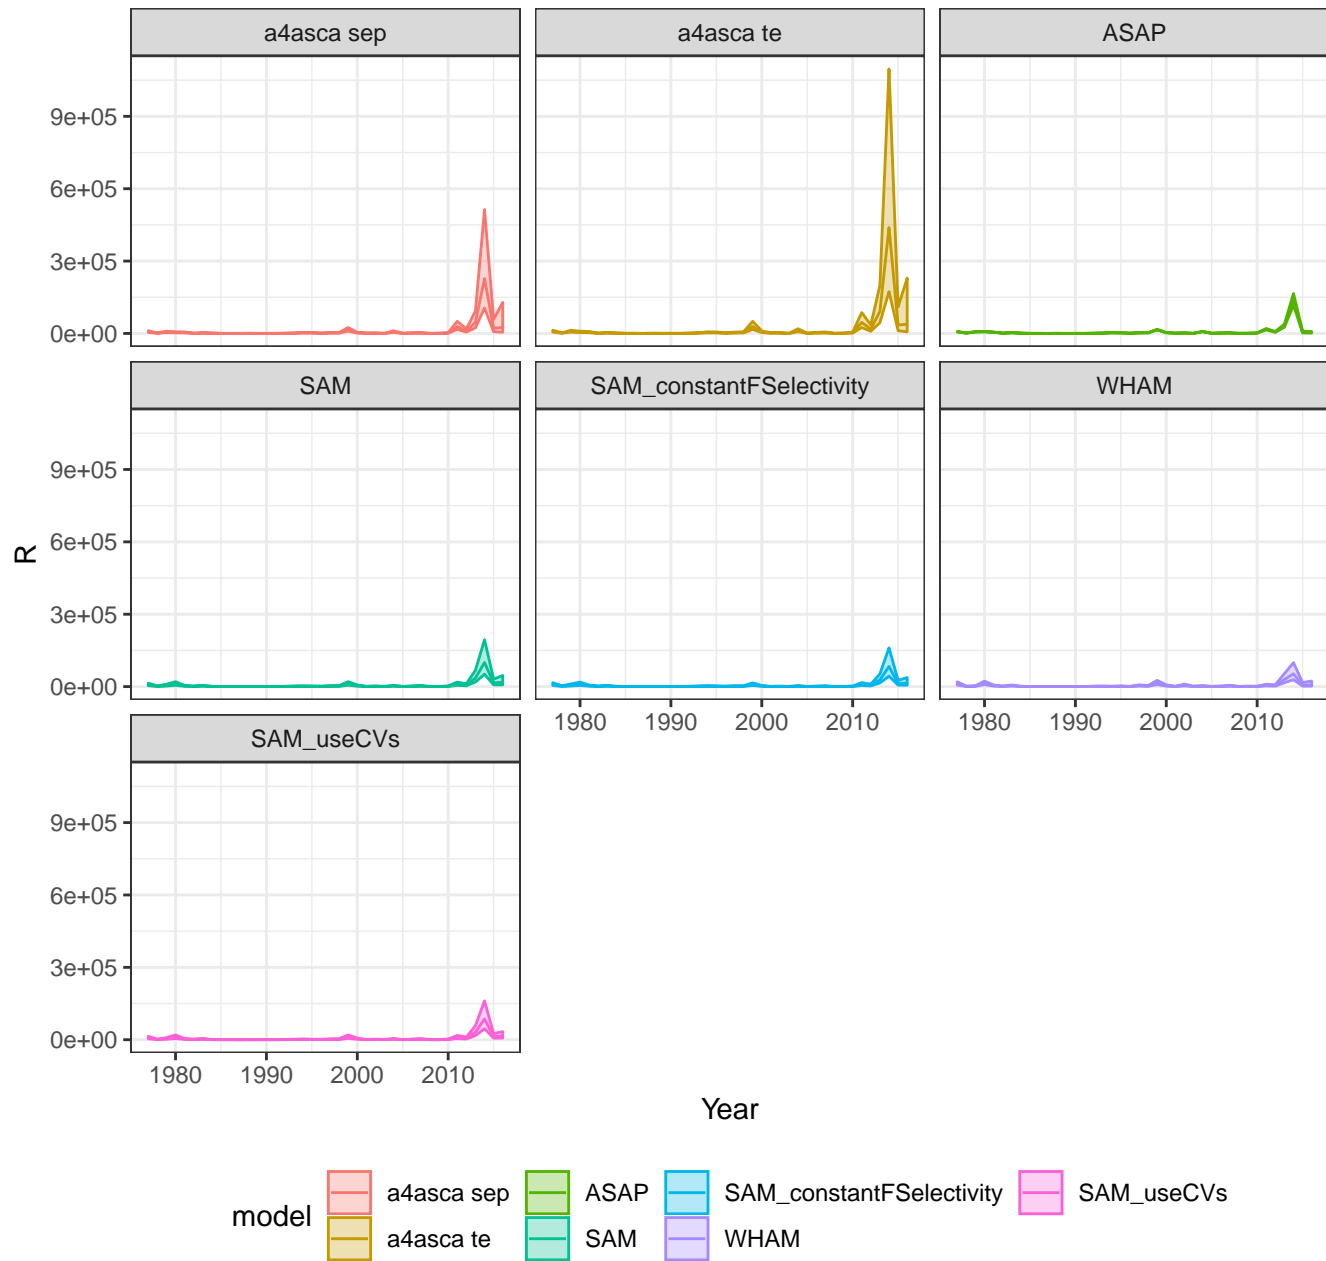 a4asca sep
a4asca te
ASAP
9e+05
6e+05
3e+05
0e+00
SAM
SAM_constantFSelectivity
WHAM
9e+05
6e+05
3e+05
0e+00
1980 1990 2000 2010
1980 1990 2000 2010
SAM_useCVs
9e+05
6e+05
3e+05
0e+00
1980 1990 2000 2010
R
Year
model
a4asca sep
ASAP
SAM_constantFSelectivity
SAM_useCVs
a4asca te
SAM
WHAM